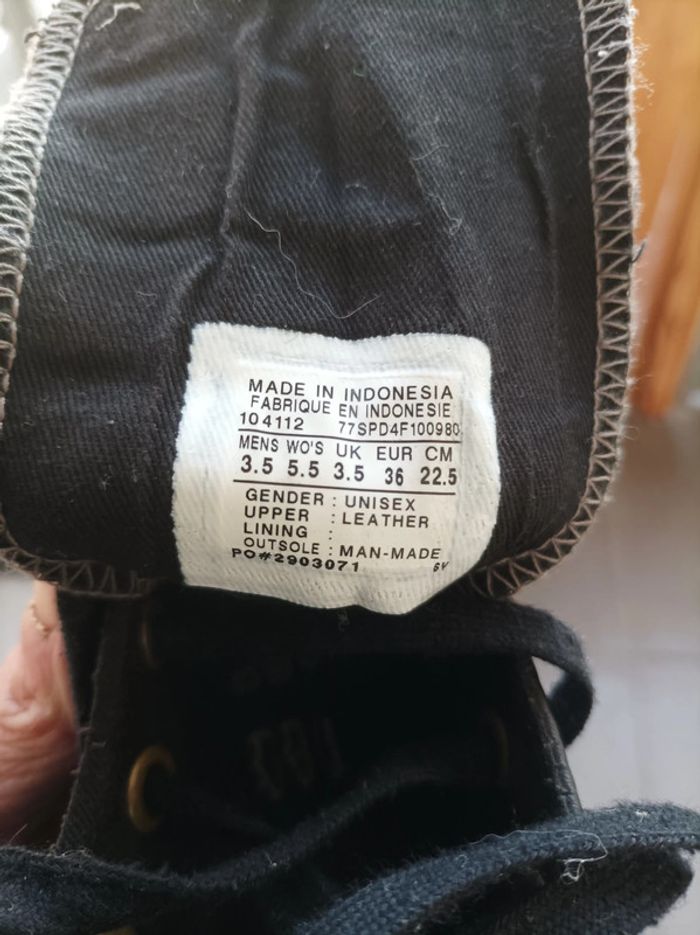 MADE IN INDONESIA
FABRIQUE EN INDONESIE
104112 77SPD4F100980
MENS WO'S UK EUR CM
3.5 5.5 3.5 36 22.5
GENDER : UNISEX
UPPER : LEATHER
LINING :
OUTSOLE : MAN-MADE
PO#2903071 SY